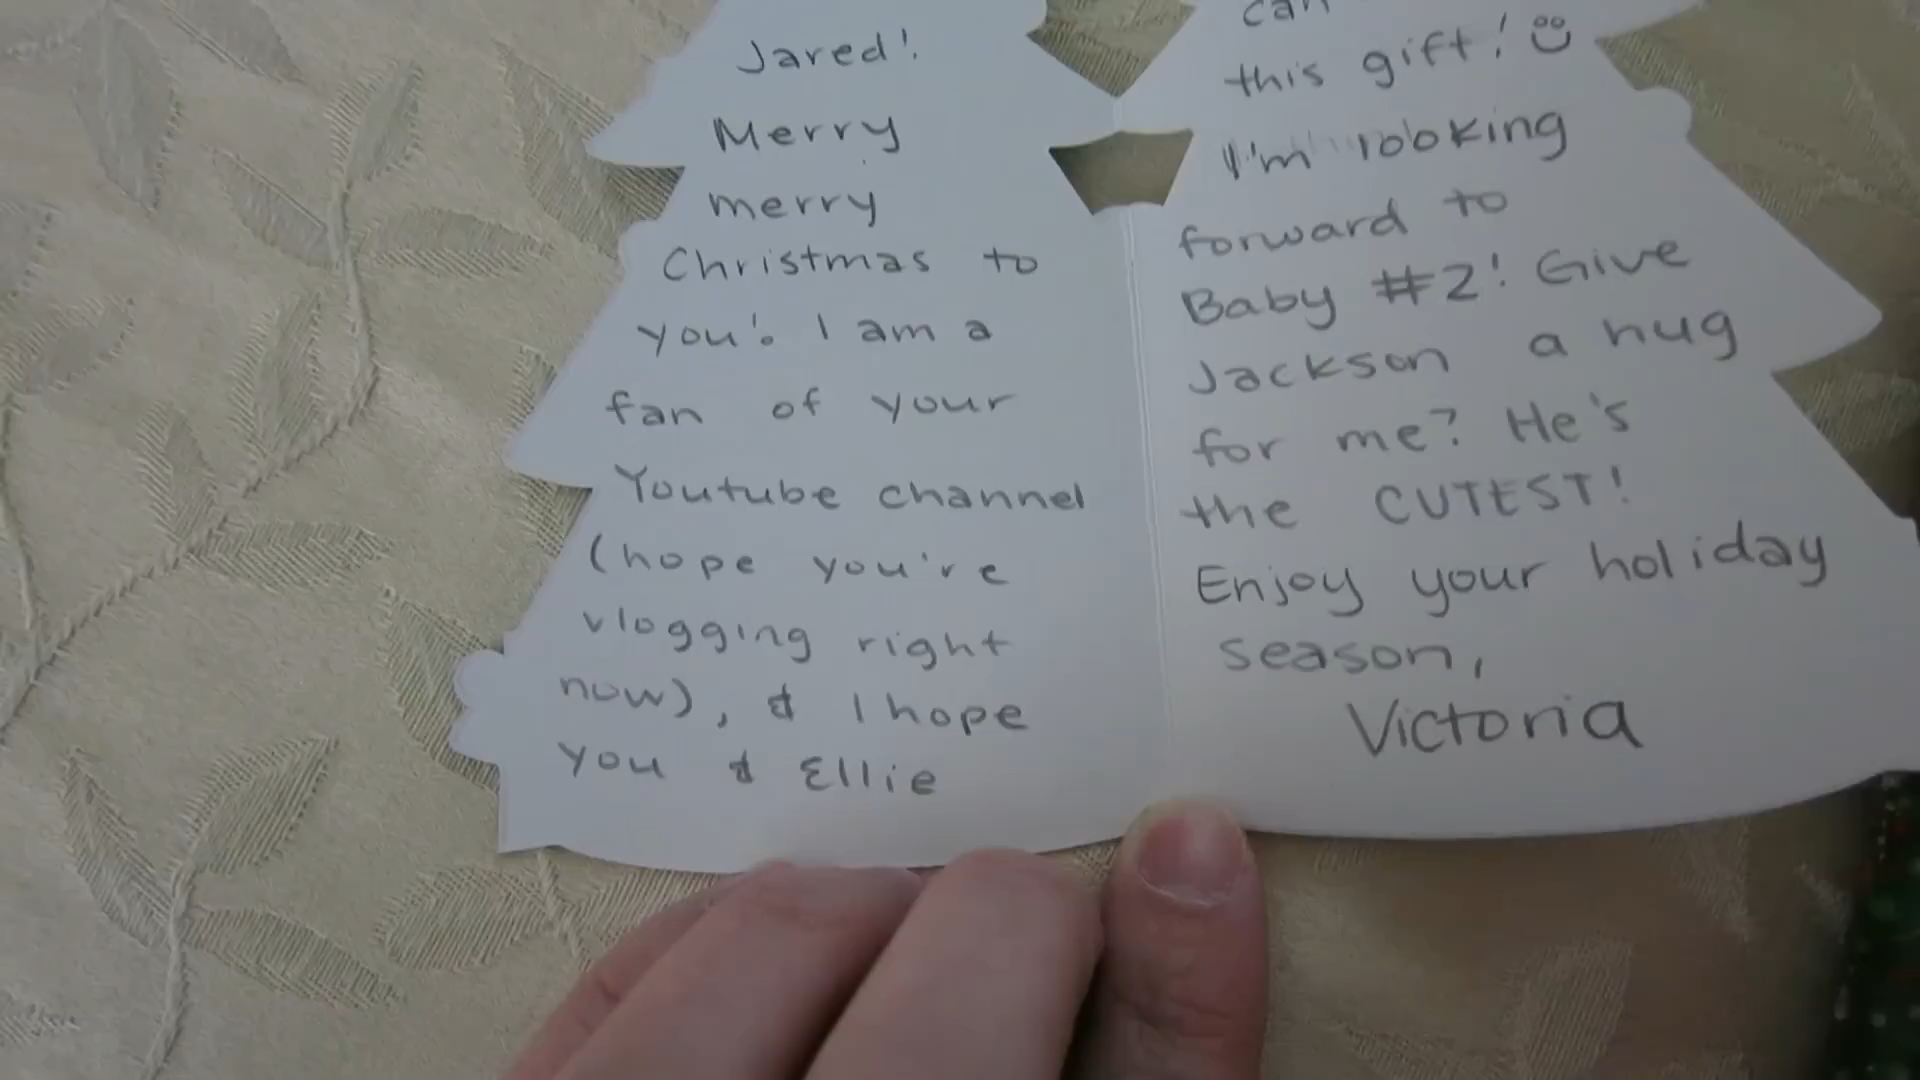 Jared!
Merry
merry
Christmas to
you! I am a
fan of your
Youtube channel
(hope you're
vlogging right
now), & I hope
you & Ellie
can
this gift!
I'm looking
forward to
Baby #2! Give
Jackson a hug
for me? He's
the CUTEST!
Enjoy your holiday
season,
Victoria